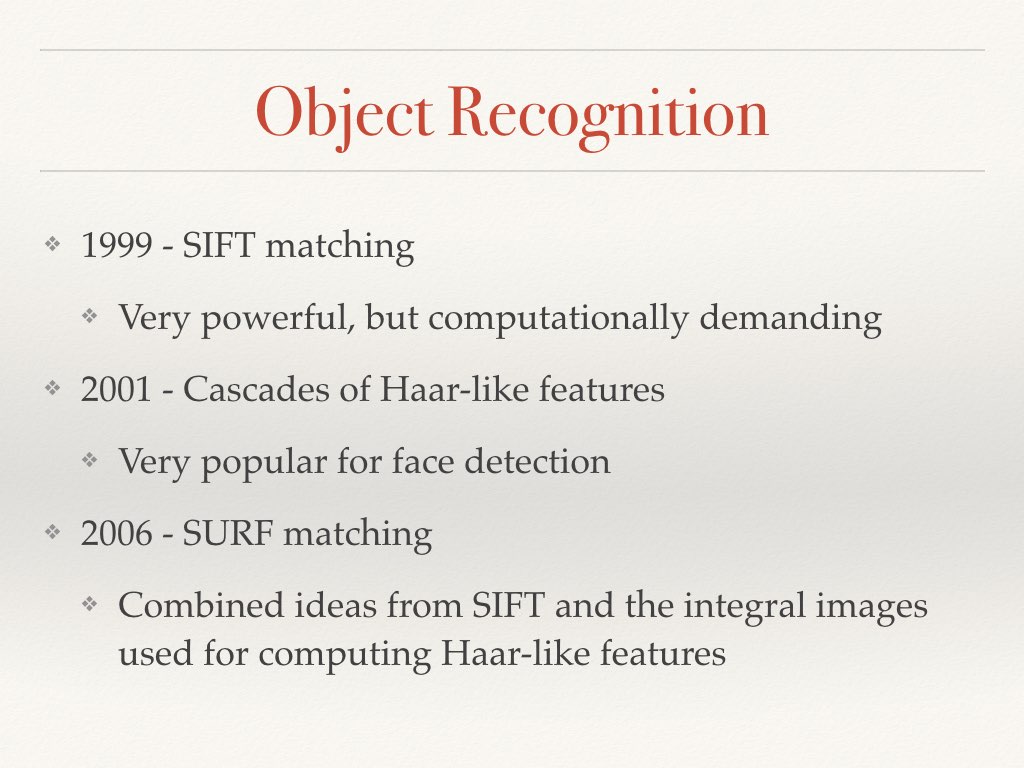 Object Recognition
❖ 1999 - SIFT matching
❖ Very powerful, but computationally demanding
❖ 2001 - Cascades of Haar-like features
❖ Very popular for face detection
❖ 2006 - SURF matching
❖ Combined ideas from SIFT and the integral images
used for computing Haar-like features